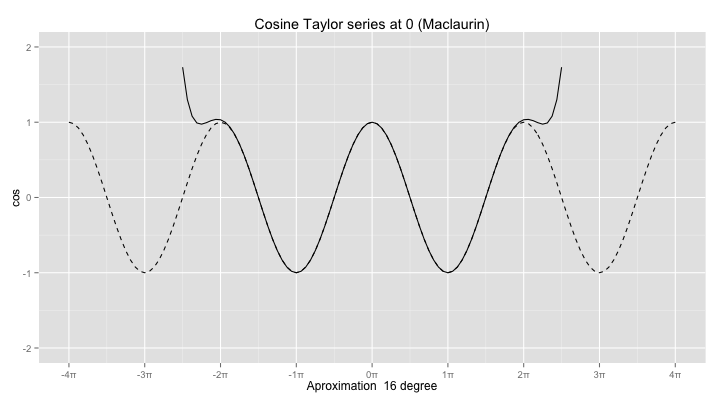 Cosine Taylor series at 0 (Maclaurin)
2
1
0
-1
-2
cos
-4π
-3π
-2π
-1π
0π
1π
2π
3π
4π
Aproximation  16 degree